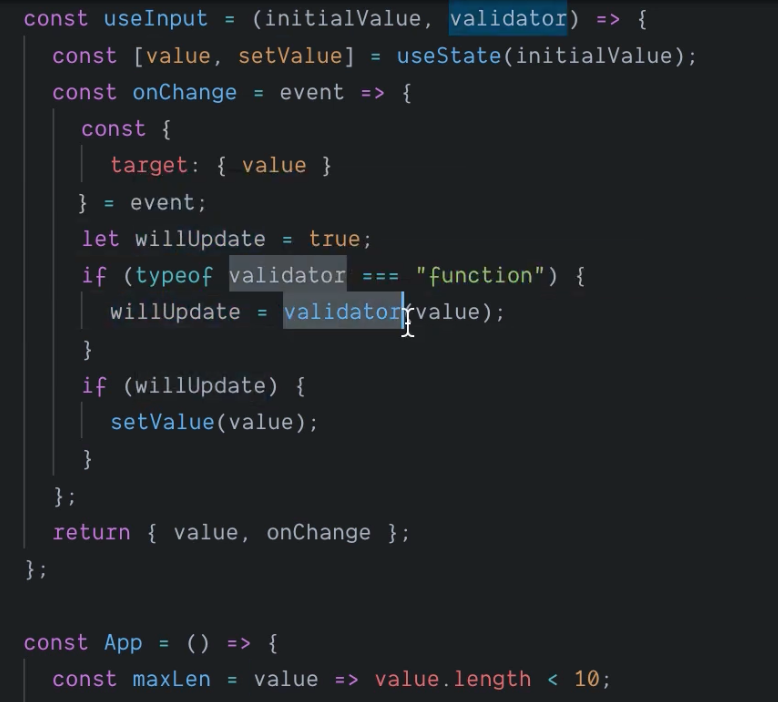 const useInput = (initialValue, validator) => {
const [value, setValue] = useState(initialValue);
const onChange = event => {
const {
target: { value }
} = event;
let willUpdate = true;
if (typeof validator === "function") {
willUpdate = validator(value);
}
if (willUpdate) {
setValue(value);
}
};
return { value, onChange };
};
const App = () => {
const maxLen = value => value.length < 10;